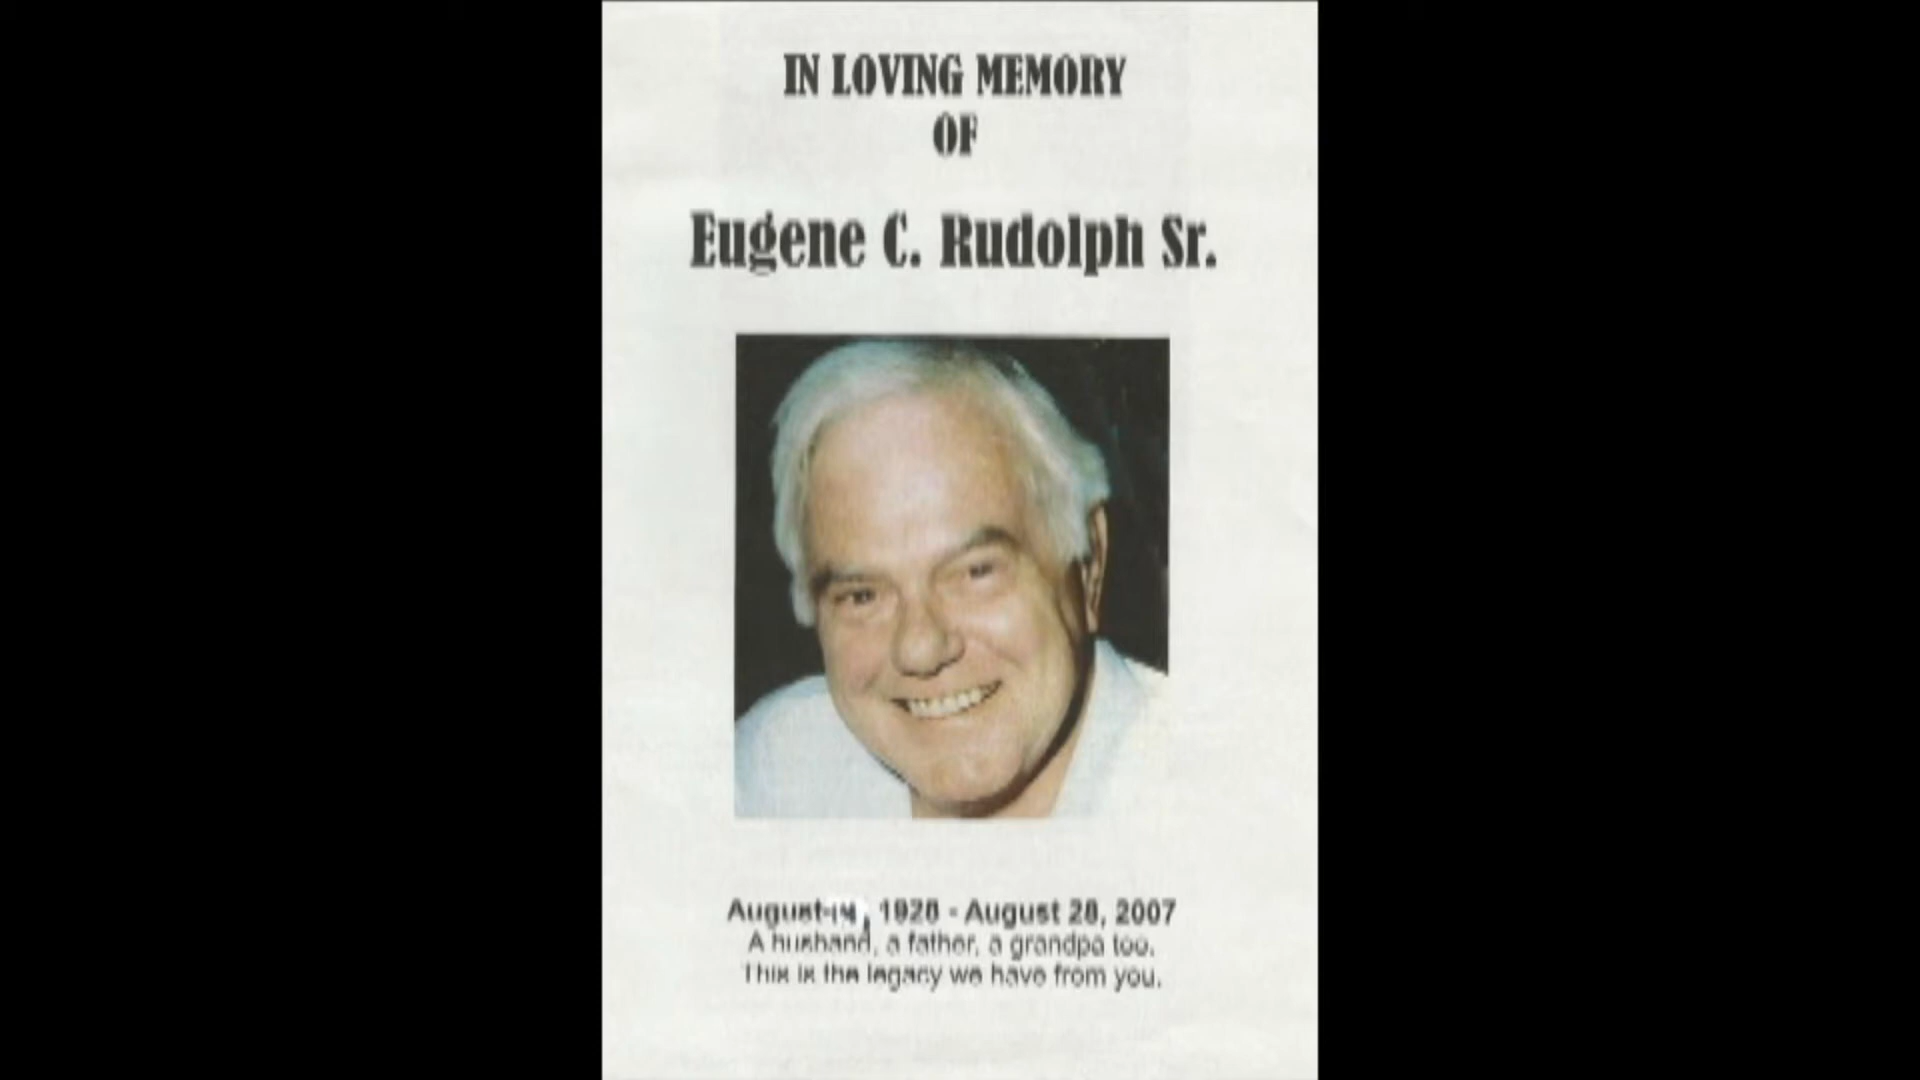 IN LOVING MEMORY
OF
Eugene C. Rudolph Sr.
August 14, 1928 - August 28, 2007
A husband, a father, a grandpa too.
This is the legacy we have from you.